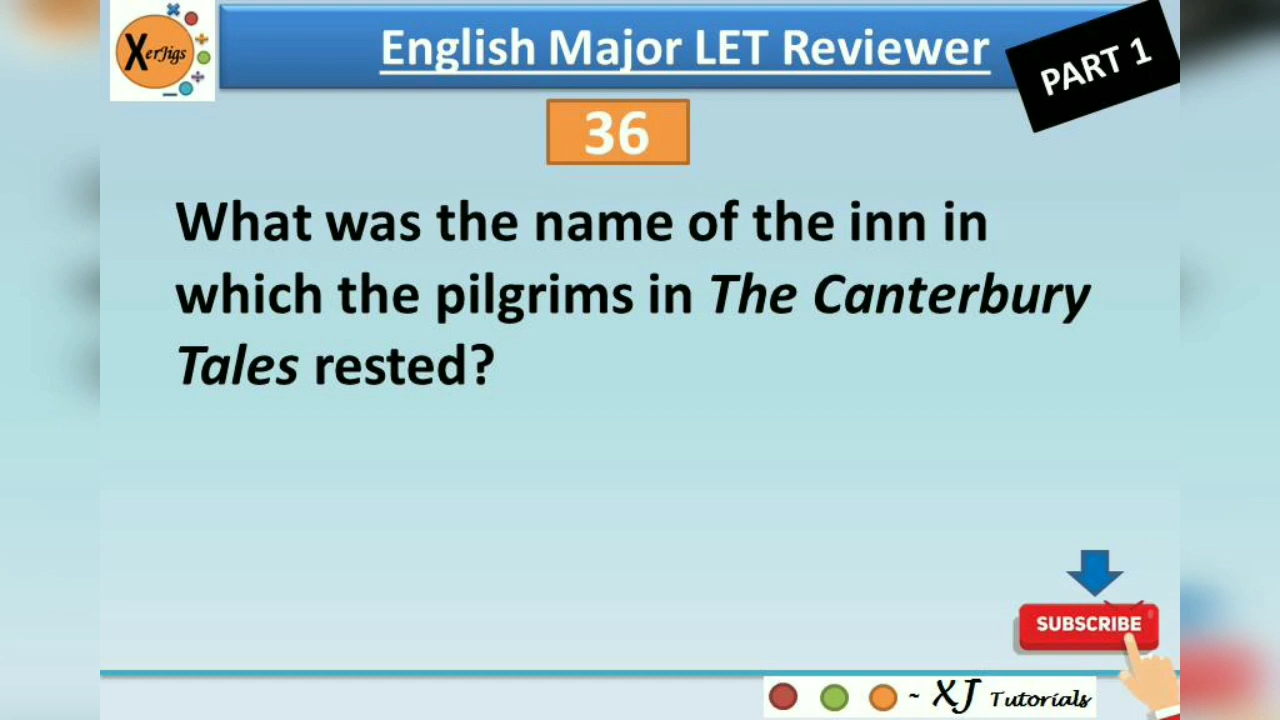 XerJigs
English Major LET Reviewer
PART 1
36
What was the name of the inn in
which the pilgrims in The Canterbury
Tales rested?
SUBSCRIBE
~ XJ Tutorials